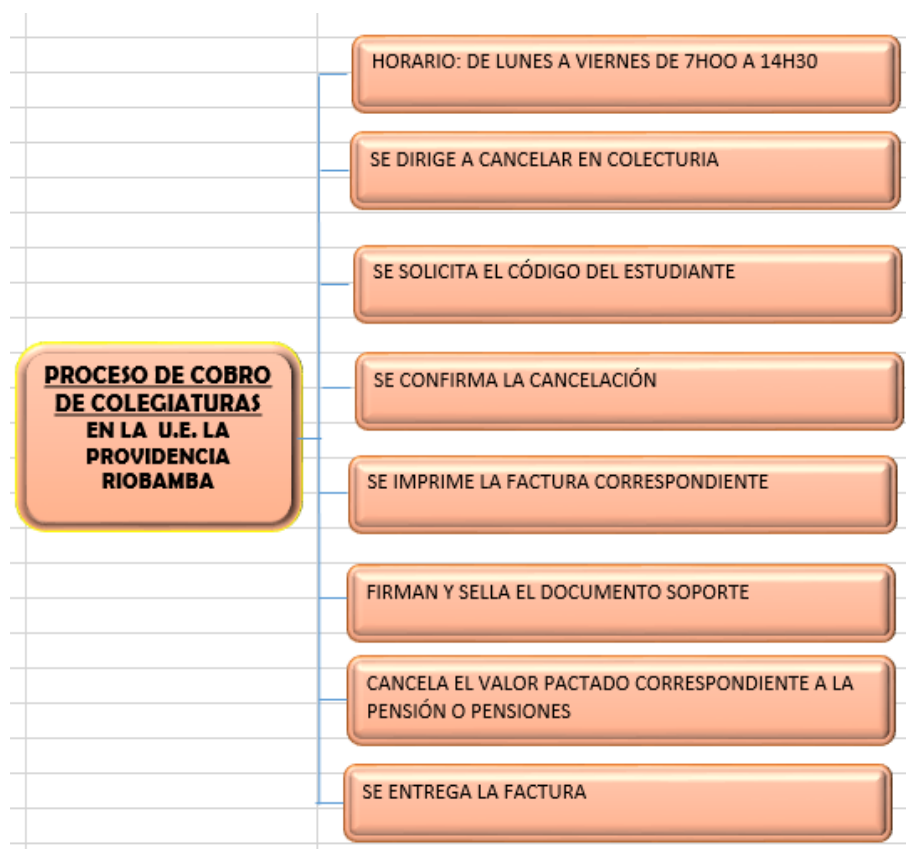 PROCESO DE COBRO
DE COLEGIATURAS
EN LA U.E. LA
PROVIDENCIA
RIOBAMBA
HORARIO: DE LUNES A VIERNES DE 7HOO A 14H30
SE DIRIGE A CANCELAR EN COLECTURIA
SE SOLICITA EL CÓDIGO DEL ESTUDIANTE
SE CONFIRMA LA CANCELACIÓN
SE IMPRIME LA FACTURA CORRESPONDIENTE
FIRMAN Y SELLA EL DOCUMENTO SOPORTE
CANCELA EL VALOR PACTADO CORRESPONDIENTE A LA
PENSIÓN O PENSIONES
SE ENTREGA LA FACTURA